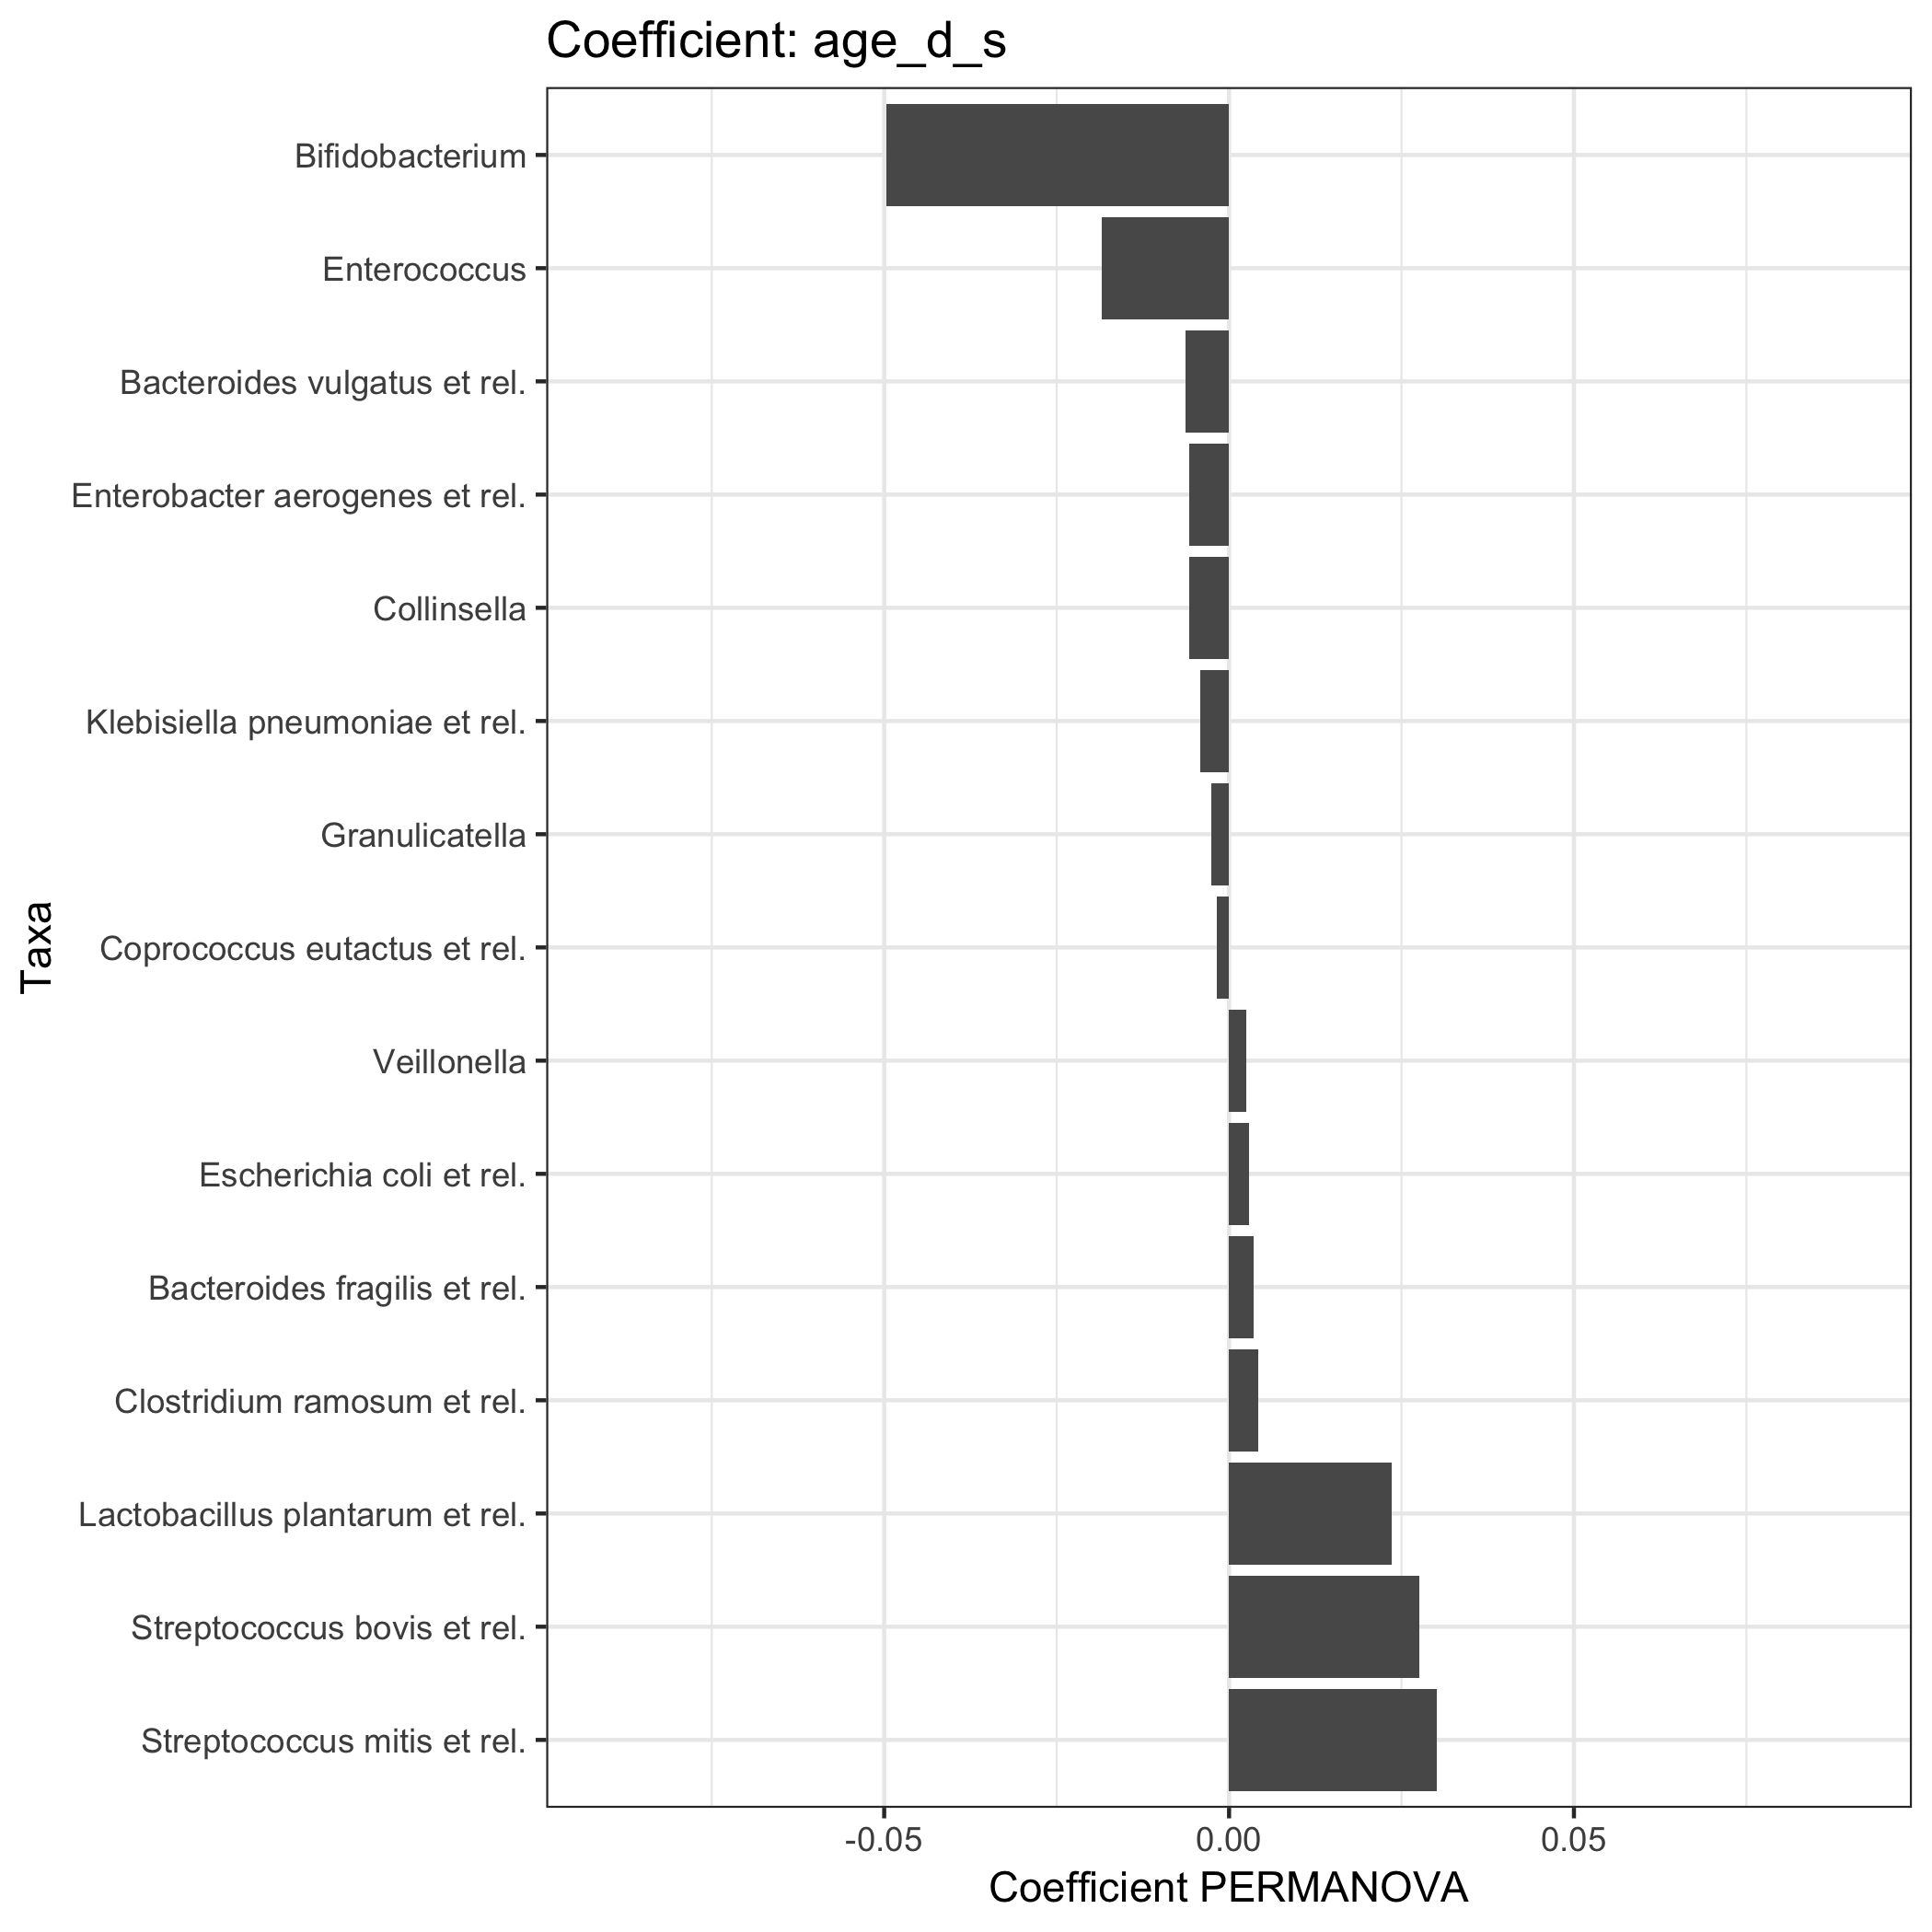 Coefficient: age_d_s
Taxa
Bifidobacterium
Enterococcus
Bacteroides vulgatus et rel.
Enterobacter aerogenes et rel.
Collinsella
Klebisiella pneumoniae et rel.
Granulicatella
Coprococcus eutactus et rel.
Veillonella
Escherichia coli et rel.
Bacteroides fragilis et rel.
Clostridium ramosum et rel.
Lactobacillus plantarum et rel.
Streptococcus bovis et rel.
Streptococcus mitis et rel.
-0.05 0.00 0.05
Coefficient PERMANOVA